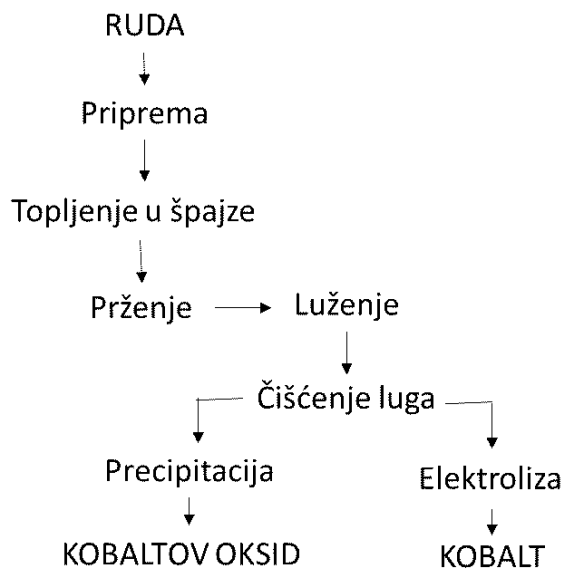 RUDA
Priprema
Topljenje u špajze
Prženje
Luženje
Čišćenje luga
Precipitacija
Elektroliza
KOBALTOV OKSID
KOBALT